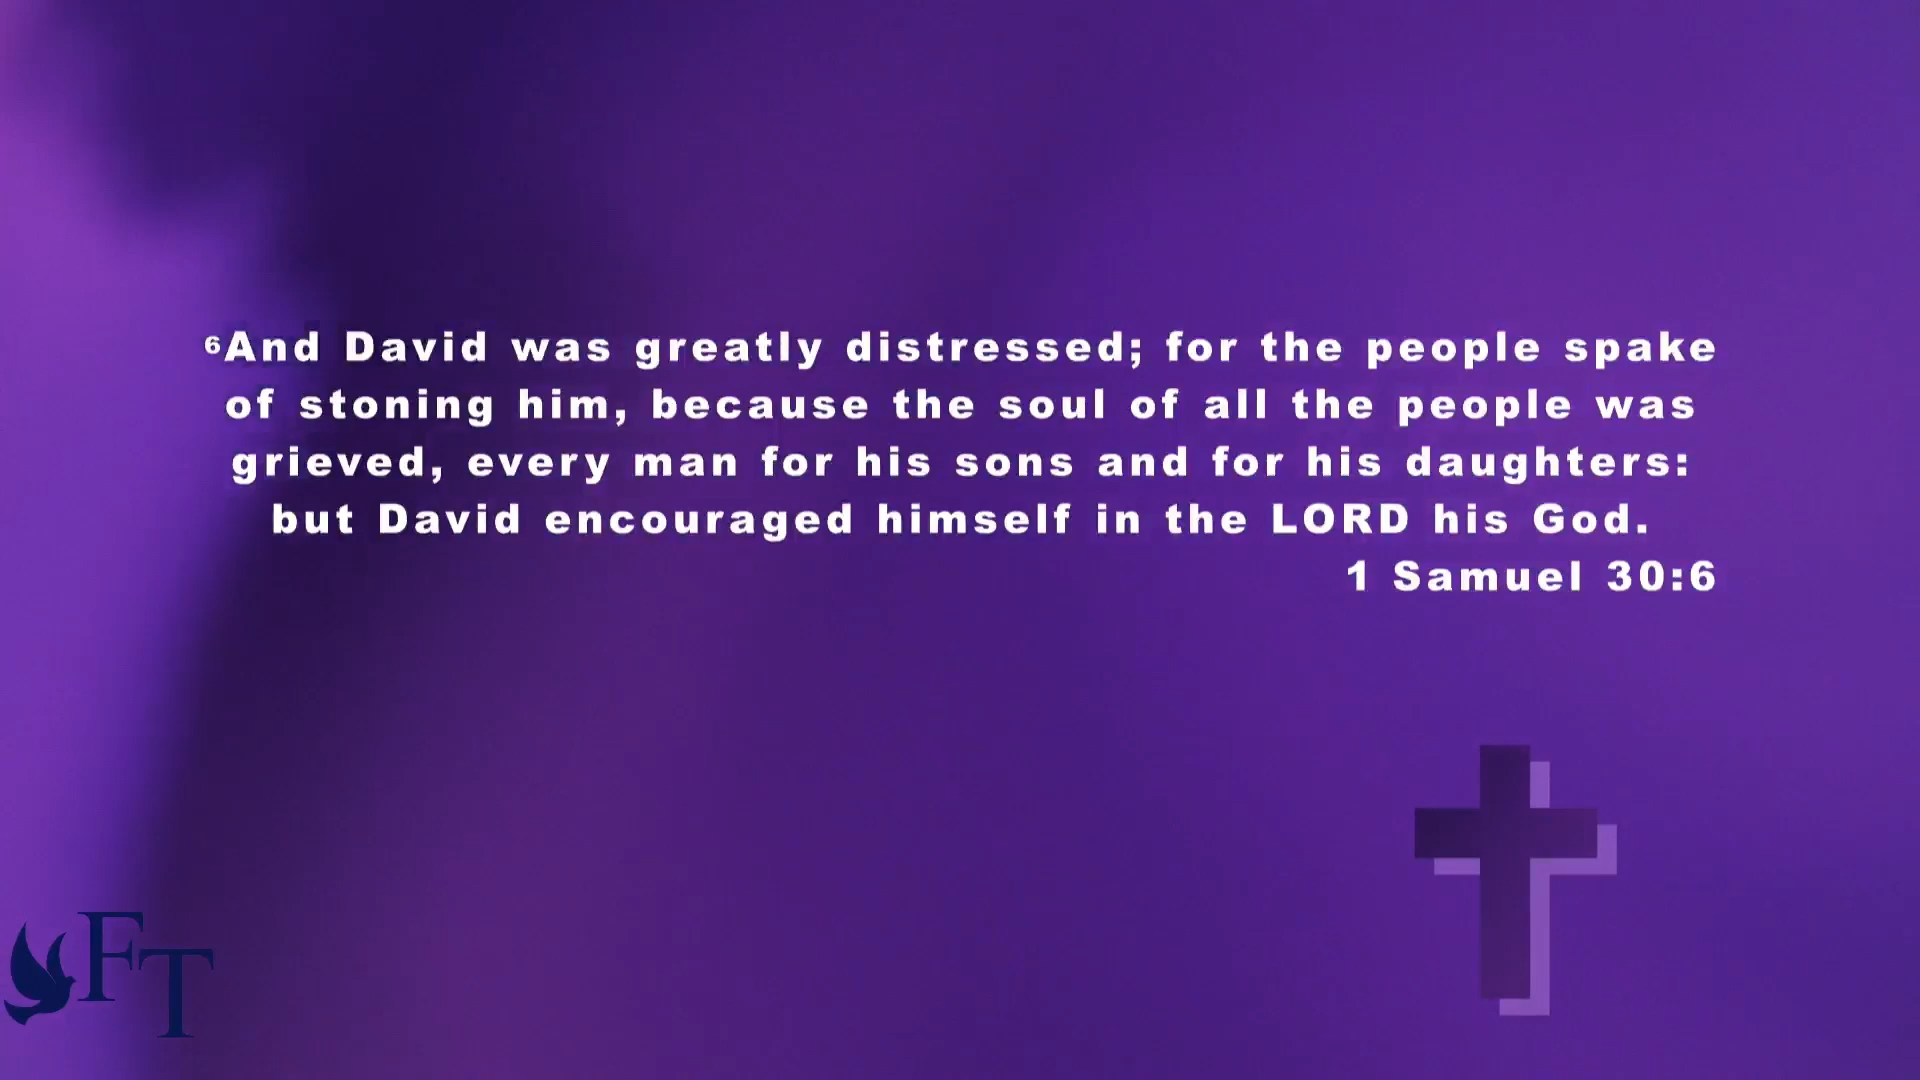 ⁶And David was greatly distressed; for the people spake
of stoning him, because the soul of all the people was
grieved, every man for his sons and for his daughters:
but David encouraged himself in the LORD his God.
1 Samuel 30:6
FT